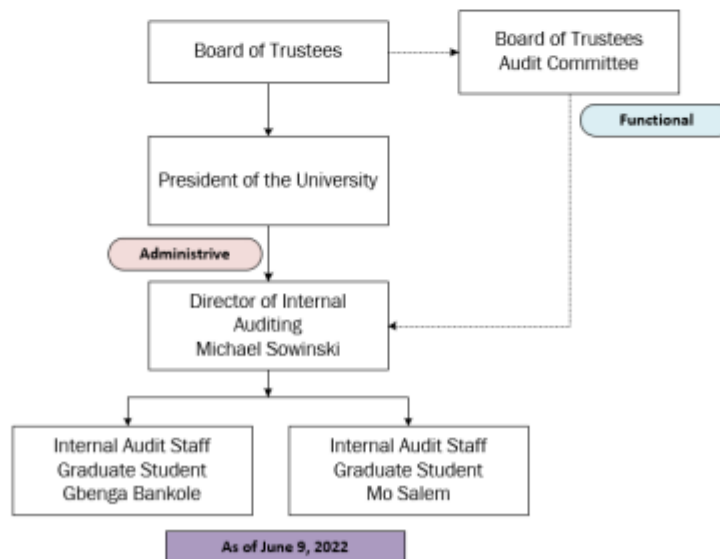 Board of Trustees
Board of Trustees
Audit Committee
Functional
President of the University
Administrive
Director of Internal
Auditing
Michael Sowinski
Internal Audit Staff
Graduate Student
Gbenga Bankole
Internal Audit Staff
Graduate Student
Mo Salem
As of June 9, 2022